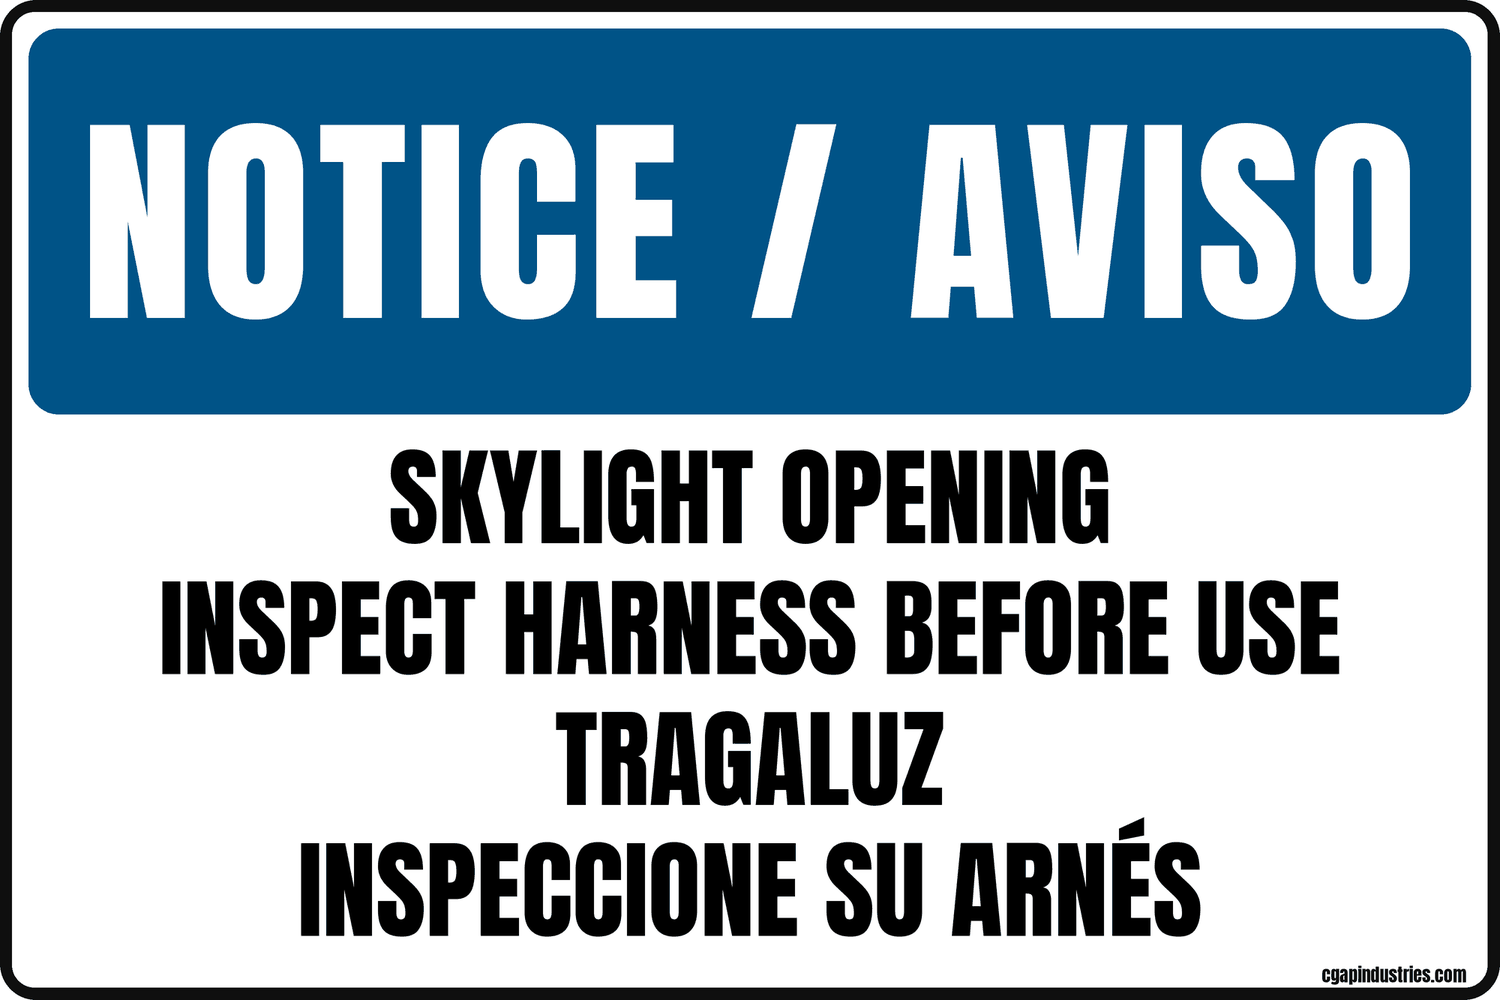 NOTICE / AVISO
SKYLIGHT OPENING
INSPECT HARNESS BEFORE USE
TRAGALUZ
INSPECCIONE SU ARNÉS
cgapindustries.com